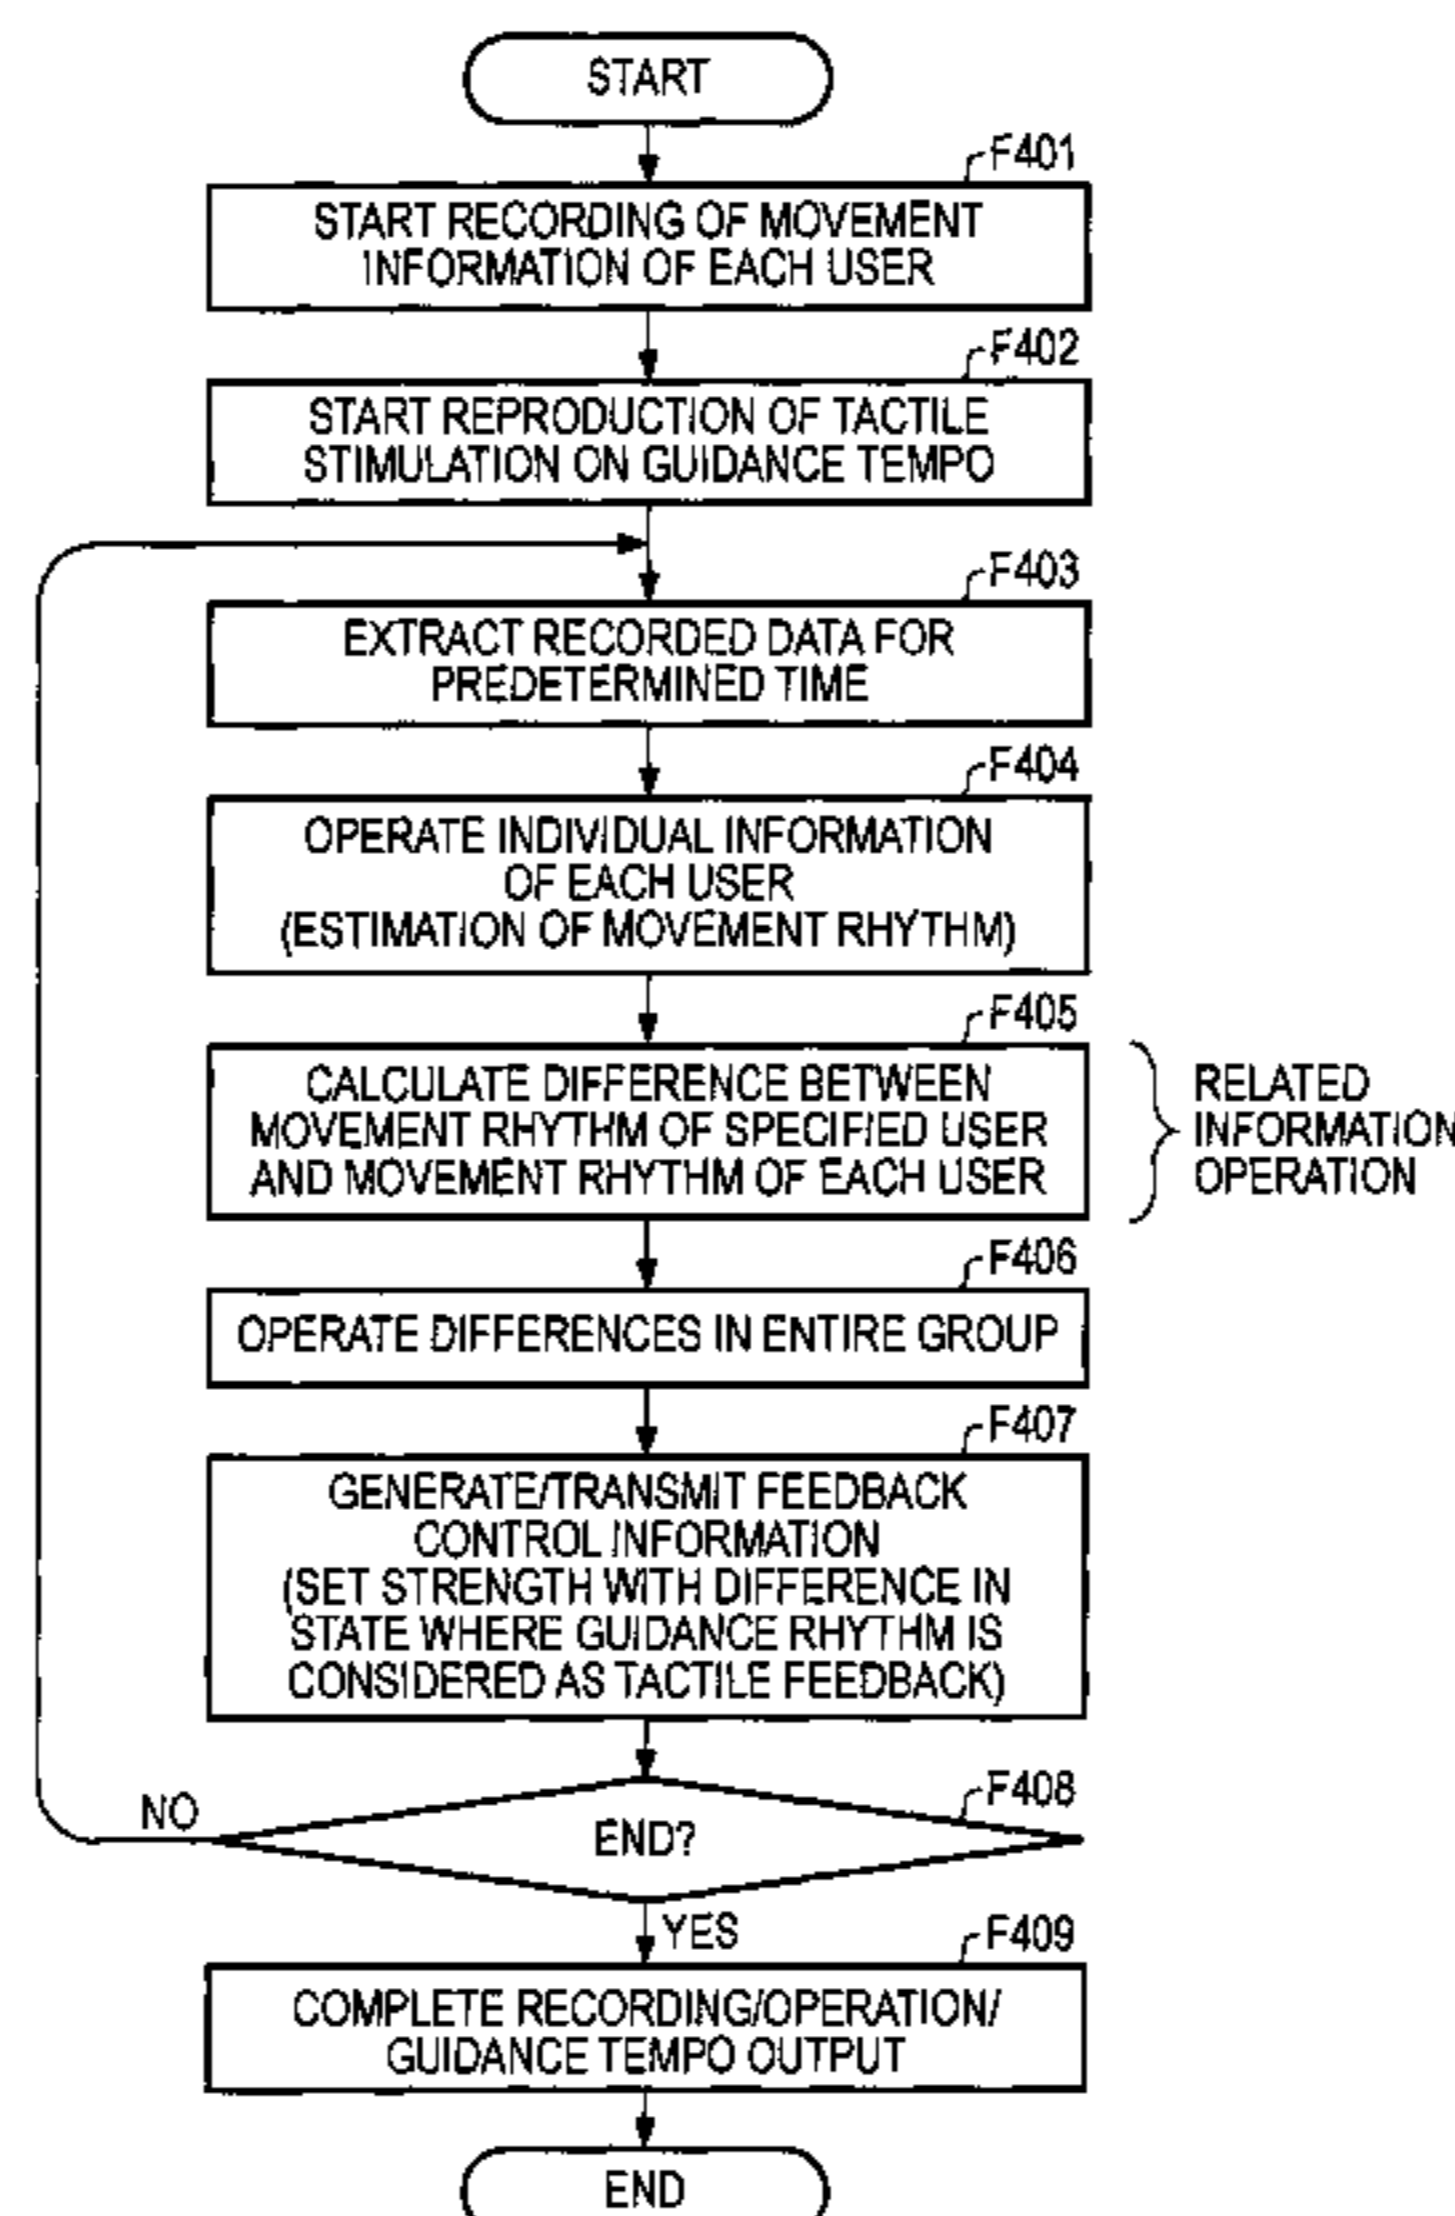 START
F401
START RECORDING OF MOVEMENT
INFORMATION OF EACH USER
F402
START REPRODUCTION OF TACTILE
STIMULATION ON GUIDANCE TEMPO
F403
EXTRACT RECORDED DATA FOR
PREDETERMINED TIME
F404
OPERATE INDIVIDUAL INFORMATION
OF EACH USER
(ESTIMATION OF MOVEMENT RHYTHM)
F405
CALCULATE DIFFERENCE BETWEEN
MOVEMENT RHYTHM OF SPECIFIED USER
AND MOVEMENT RHYTHM OF EACH USER
RELATED
INFORMATION
OPERATION
F406
OPERATE DIFFERENCES IN ENTIRE GROUP
F407
GENERATE/TRANSMIT FEEDBACK
CONTROL INFORMATION
(SET STRENGTH WITH DIFFERENCE IN
STATE WHERE GUIDANCE RHYTHM IS
CONSIDERED AS TACTILE FEEDBACK)
F408
NO
END?
YES
F409
COMPLETE RECORDING/OPERATION/
GUIDANCE TEMPO OUTPUT
END